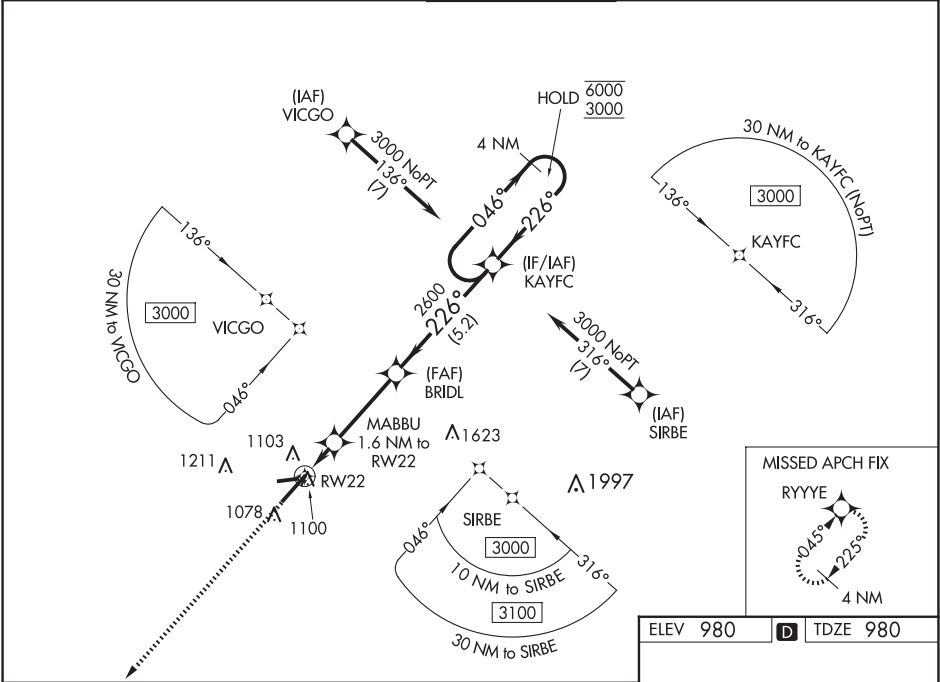 (IAF)
VICGO
3000 NoPT
136°
(7)
HOLD 6000
3000
4 NM
046°
226°
(IF/IAF)
KAYFC
30 NM to KAYFC (NoPT)
136°
3000
KAYFC
316°
136°
30 NM to VICGO
3000
VICGO
046°
2600
226°
(5.2)
3000 NoPT
316°
(7)
(IAF)
SIRBE
(FAF)
BRIDL
MABBU
1.6 NM to
RW22
1623
1103
1211
RW22
1997
1078
1100
046°
SIRBE
3000
10 NM to SIRBE
316°
3100
30 NM to SIRBE
MISSED APCH FIX
RYYYE
045°
225°
4 NM
ELEV 980 D TDZE 980